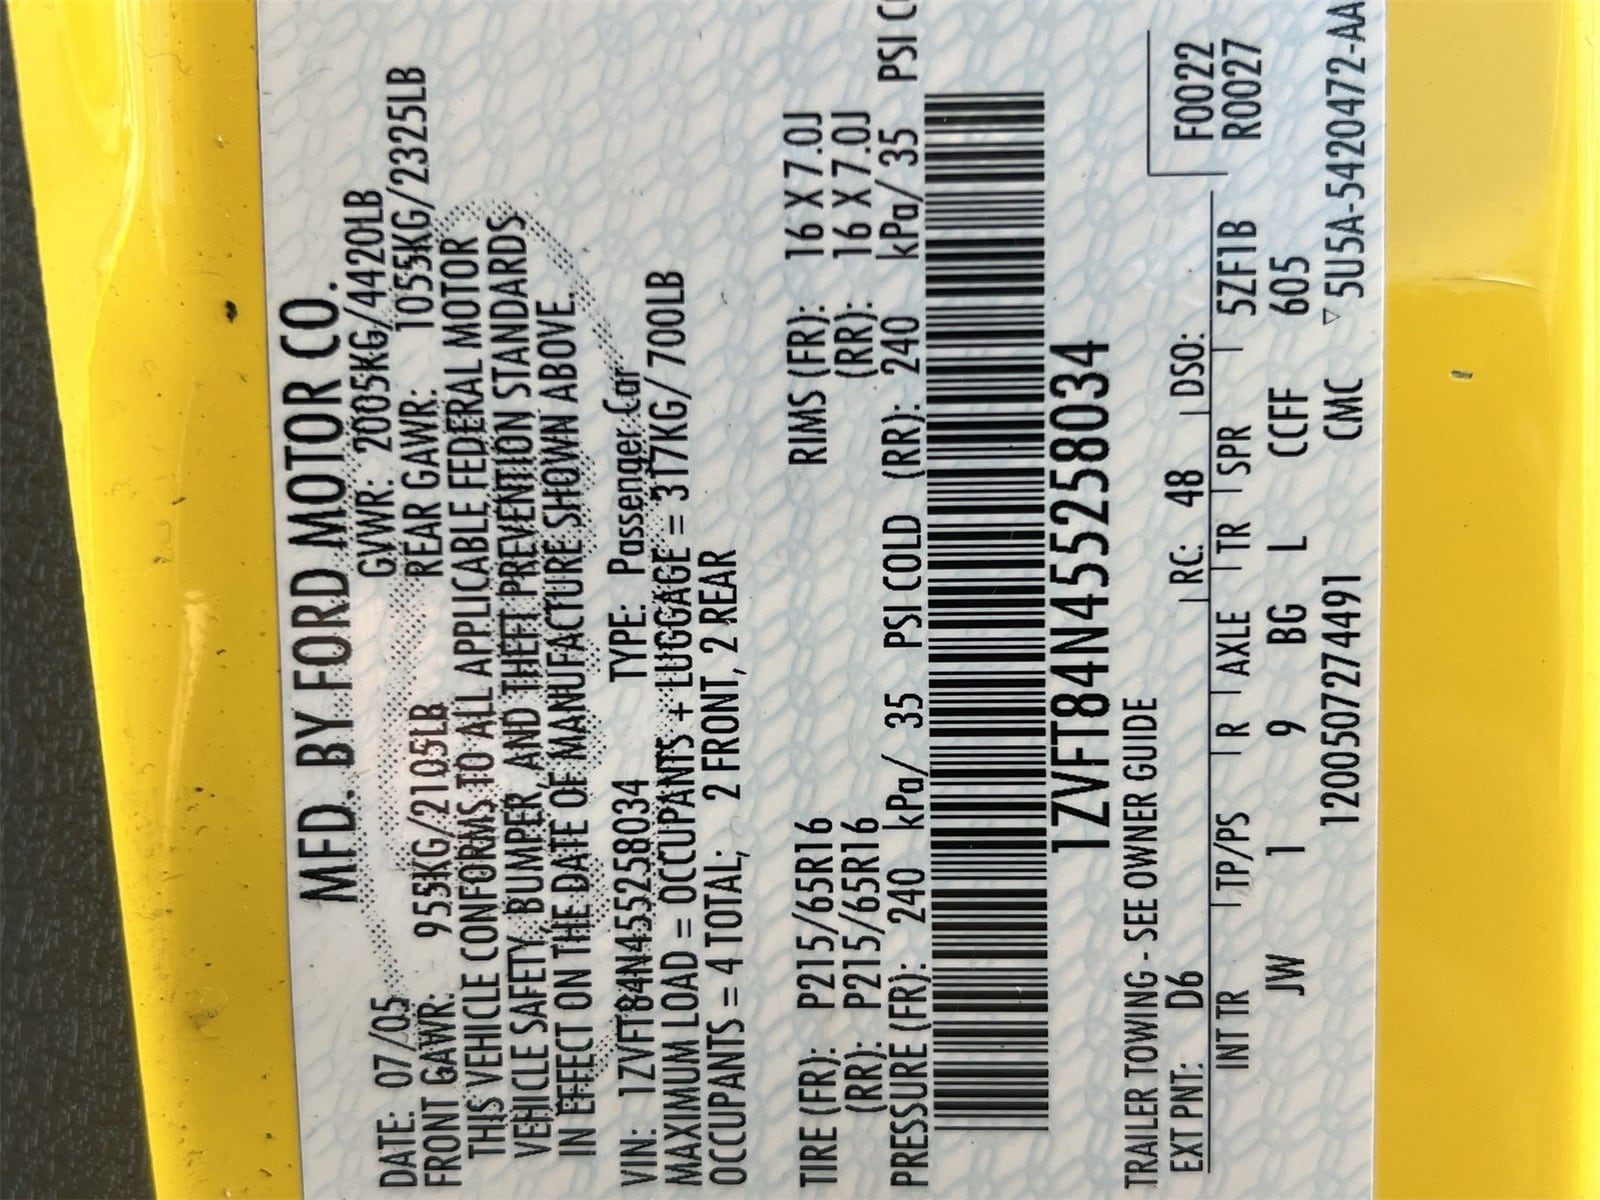 MFD. BY FORD MOTOR CO.
DATE: 07/05 GVWR: 2005KG/4420LB
FRONT GAWR: 955KG/2105LB REAR GAWR: 1055KG/2325LB
THIS VEHICLE CONFORMS TO ALL APPLICABLE FEDERAL MOTOR
VEHICLE SAFETY, BUMPER, AND THEFT PREVENTION STANDARDS
IN EFFECT ON THE DATE OF MANUFACTURE SHOWN ABOVE.
VIN: 1ZVFT84N455258034 TYPE: Passenger Car
MAXIMUM LOAD = OCCUPANTS + LUGGAGE = 317KG/ 700LB
OCCUPANTS = 4 TOTAL; 2 FRONT, 2 REAR
TIRE (FR): P215/65R16 RIMS (FR): 16 X 7.0J
(RR): P215/65R16 (RR): 16 X 7.0J
PRESSURE (FR): 240 kPa/ 35 PSI COLD (RR): 240 kPa/ 35 PSI
1ZVFT84N455258034
TRAILER TOWING - SEE OWNER GUIDE
EXT PNT: D6 RC: 48 DSO: F0022
R0027
INT TR TP/PS R AXLE TR SPR 5ZF1B
JW 1 9 BG L CCFF 605
120050727449​1 CMC ▽ 5U5A-5420472-AA